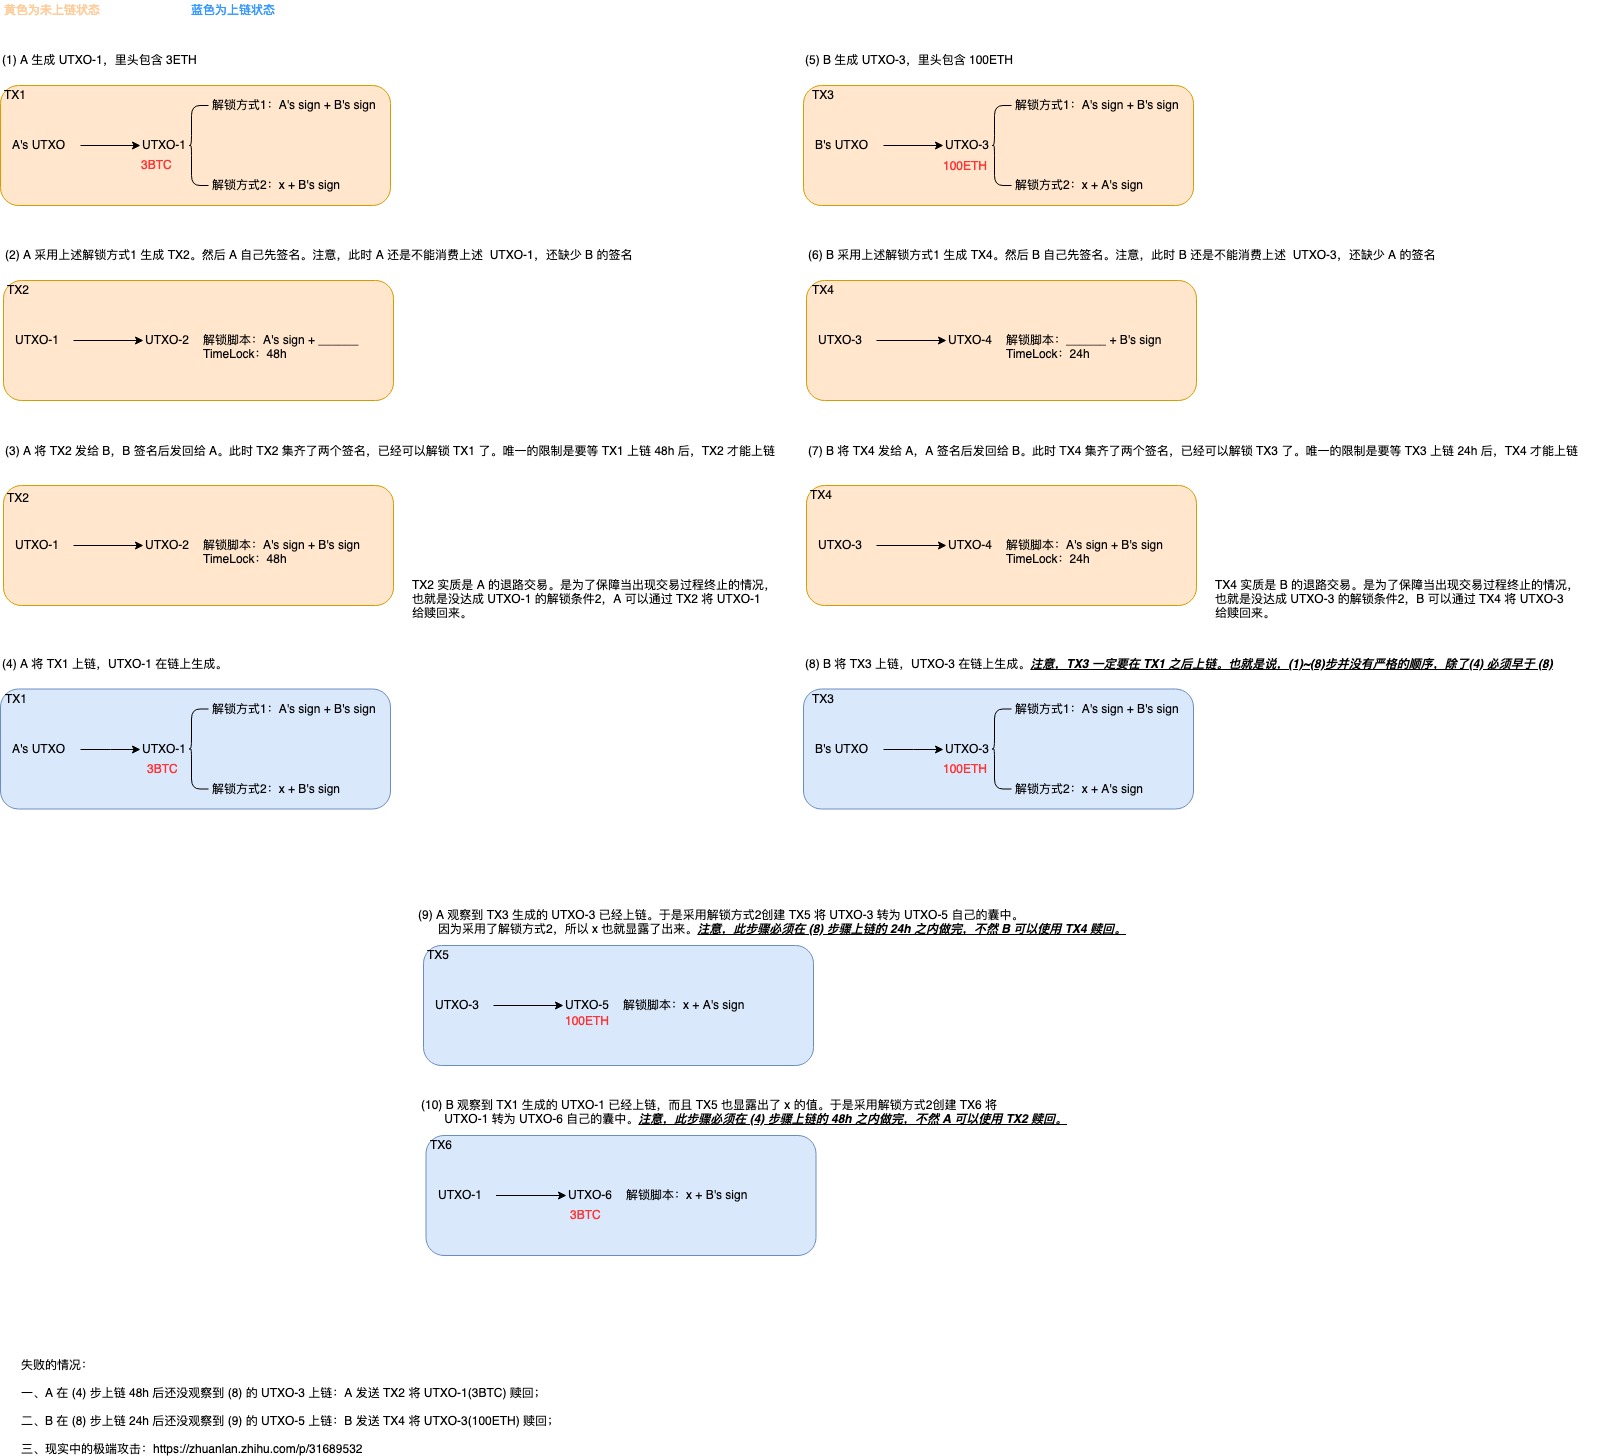 黄色为未上链状态
蓝色为上链状态
(1) A 生成 UTXO-1，里头包含 3ETH
TX1
解锁方式1：A's sign + B's sign
A's UTXO
UTXO-1
3BTC
解锁方式2：x + B's sign
(5) B 生成 UTXO-3，里头包含 100ETH
TX3
解锁方式1：A's sign + B's sign
B's UTXO
UTXO-3
100ETH
解锁方式2：x + A's sign
(2) A 采用上述解锁方式1 生成 TX2。然后 A 自己先签名。注意，此时 A 还是不能消费上述 UTXO-1，还缺少 B 的签名
TX2
UTXO-1
UTXO-2
解锁脚本：A's sign + ______
TimeLock：48h
(6) B 采用上述解锁方式1 生成 TX4。然后 B 自己先签名。注意，此时 B 还是不能消费上述 UTXO-3，还缺少 A 的签名
TX4
UTXO-3
UTXO-4
解锁脚本：______ + B's sign
TimeLock：24h
(3) A 将 TX2 发给 B，B 签名后发回给 A。此时 TX2 集齐了两个签名，已经可以解锁 TX1 了。唯一的限制是要等 TX1 上链 48h 后，TX2 才能上链
TX2
UTXO-1
UTXO-2
解锁脚本：A's sign + B's sign
TimeLock：48h
TX2 实质是 A 的退路交易。是为了保障当出现交易过程终止的情况，
也就是没达成 UTXO-1 的解锁条件2，A 可以通过 TX2 将 UTXO-1
给赎回来。
(7) B 将 TX4 发给 A，A 签名后发回给 B。此时 TX4 集齐了两个签名，已经可以解锁 TX3 了。唯一的限制是要等 TX3 上链 24h 后，TX4 才能上链
TX4
UTXO-3
UTXO-4
解锁脚本：A's sign + B's sign
TimeLock：24h
TX4 实质是 B 的退路交易。是为了保障当出现交易过程终止的情况，
也就是没达成 UTXO-3 的解锁条件2，B 可以通过 TX4 将 UTXO-3
给赎回来。
(4) A 将 TX1 上链，UTXO-1 在链上生成。
TX1
解锁方式1：A's sign + B's sign
A's UTXO
UTXO-1
3BTC
解锁方式2：x + B's sign
(8) B 将 TX3 上链，UTXO-3 在链上生成。注意，TX3 一定要在 TX1 之后上链。也就是说，(1)~(8)步并没有严格的顺序，除了(4) 必须早于 (8)
TX3
解锁方式1：A's sign + B's sign
B's UTXO
UTXO-3
100ETH
解锁方式2：x + A's sign
(9) A 观察到 TX3 生成的 UTXO-3 已经上链。于是采用解锁方式2创建 TX5 将 UTXO-3 转为 UTXO-5 自己的囊中。
因为采用了解锁方式2，所以 x 也就显露了出来。注意，此步骤必须在 (8) 步骤上链的 24h 之内做完，不然 B 可以使用 TX4 赎回。
TX5
UTXO-3
UTXO-5
解锁脚本：x + A's sign
100ETH
(10) B 观察到 TX1 生成的 UTXO-1 已经上链，而且 TX5 也显露出了 x 的值。于是采用解锁方式2创建 TX6 将
UTXO-1 转为 UTXO-6 自己的囊中。注意，此步骤必须在 (4) 步骤上链的 48h 之内做完，不然 A 可以使用 TX2 赎回。
TX6
UTXO-1
UTXO-6
解锁脚本：x + B's sign
3BTC
失败的情况：
一、A 在 (4) 步上链 48h 后还没观察到 (8) 的 UTXO-3 上链：A 发送 TX2 将 UTXO-1(3BTC) 赎回；
二、B 在 (8) 步上链 24h 后还没观察到 (9) 的 UTXO-5 上链：B 发送 TX4 将 UTXO-3(100ETH) 赎回；
三、现实中的极端攻击：https://zhuanlan.zhihu.com/p/31689532